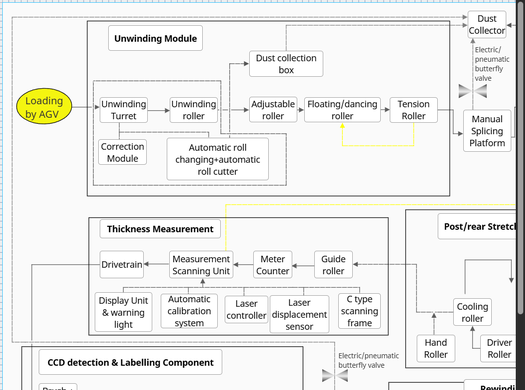 Dust
Collector
Unwinding Module
Electric/
pneumatic
butterfly
valve
Dust collection
box
Loading
by AGV
Unwinding
Turret
Unwinding
roller
Adjustable
roller
Floating/dancing
roller
Tension
Roller
Manual
Splicing
Platform
Correction
Module
Automatic roll
changing+automatic
roll cutter
Thickness Measurement
Post/rear Stretch
Drivetrain
Measurement
Scanning Unit
Meter
Counter
Guide
roller
Display Unit
& warning
light
Automatic
calibration
system
Laser
controller
Laser
displacement
sensor
C type
scanning
frame
Cooling
roller
Hand
Roller
Driver
Roller
CCD detection & Labelling Component
Electric/pneumatic
butterfly valve